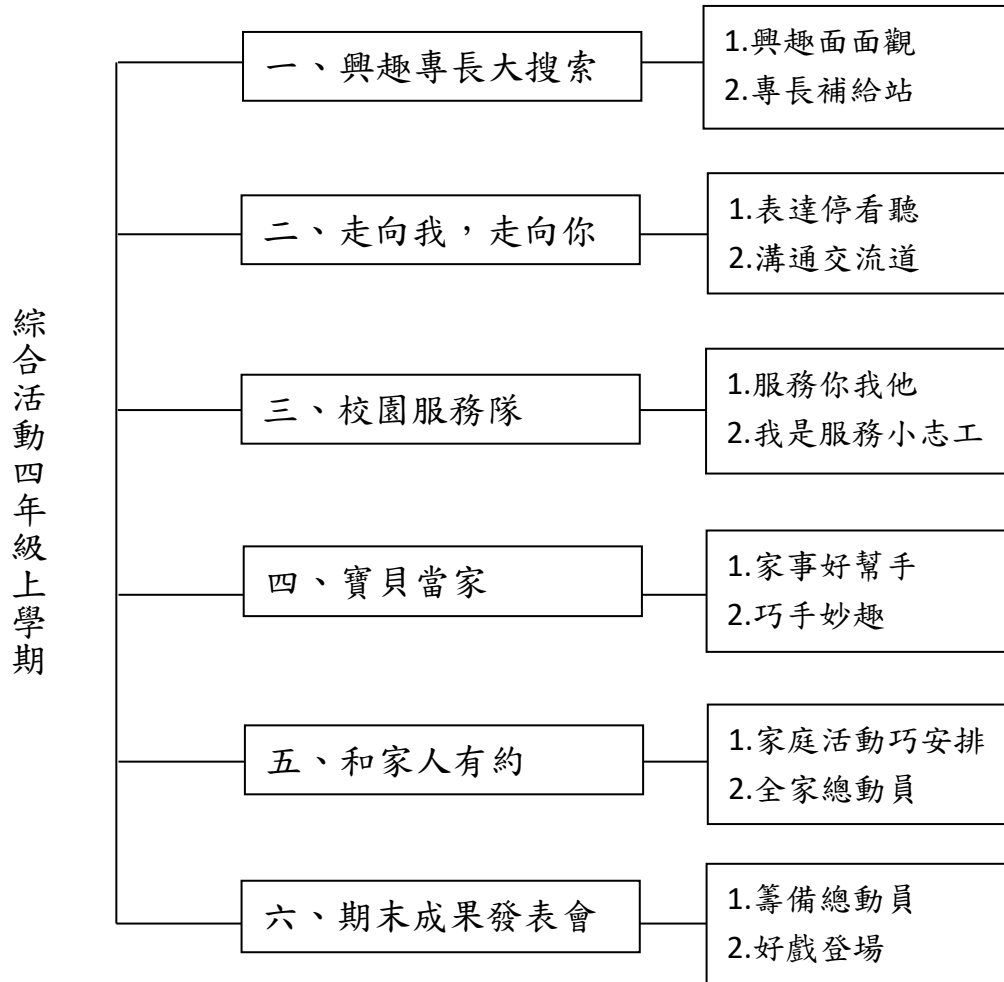 綜合活動四年級上學期
一、興趣專長大搜索
1.興趣面面觀
2.專長補給站
二、走向我，走向你
1.表達停看聽
2.溝通交流道
三、校園服務隊
1.服務你我他
2.我是服務小志工
四、寶貝當家
1.家事好幫手
2.巧手妙趣
五、和家人有約
1.家庭活動巧安排
2.全家總動員
六、期末成果發表會
1.籌備總動員
2.好戲登場